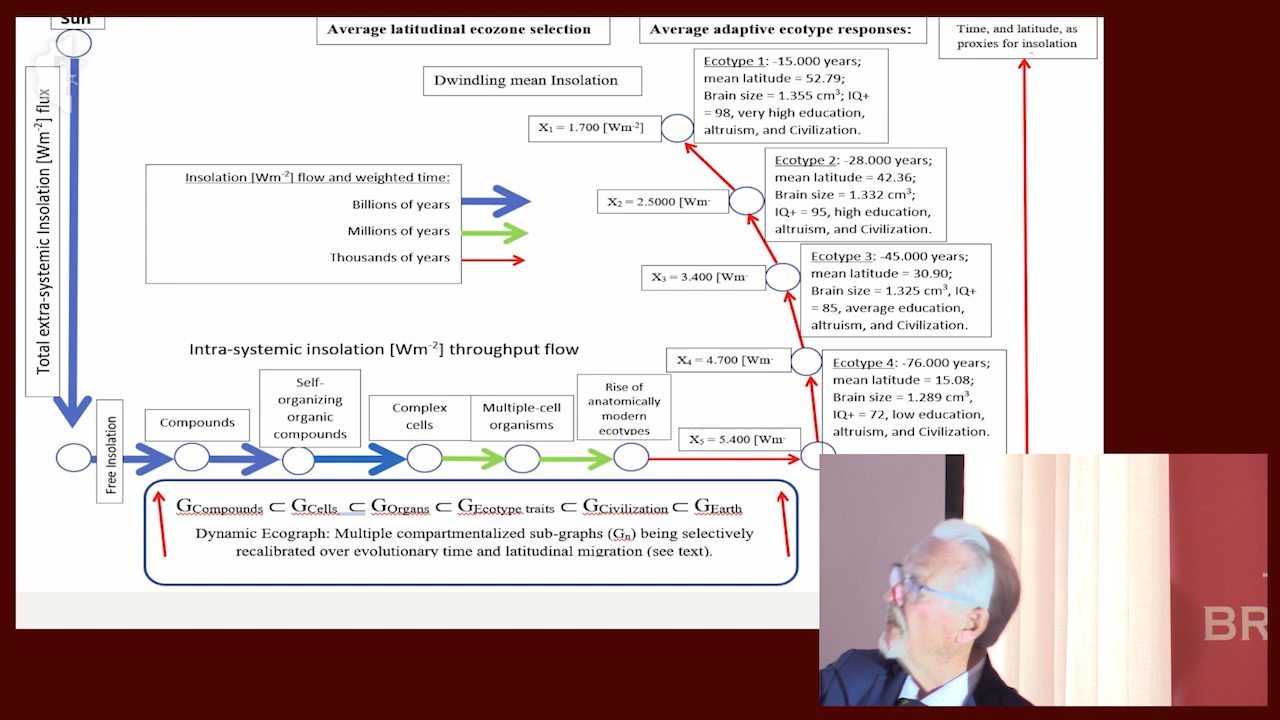 Sun
Average latitudinal ecozone selection
Average adaptive ecotype responses:
Time, and latitude, as
proxies for insolation
Dwindling mean Insolation
Ecotype 1: -15.000 years;
mean latitude = 52.79;
Brain size = 1.355 cm³; IQ+
= 98, very high education,
altruism, and Civilization.
X₁ = 1.700 [Wm⁻²]
Total extra-systemic Insolation [Wm⁻²] flux
Insolation [Wm⁻²] flow and weighted time:
Billions of years
Millions of years
Thousands of years
Ecotype 2: -28.000 years;
mean latitude = 42.36;
Brain size = 1.332 cm³;
IQ+ = 95, high education,
altruism, and Civilization.
X₂ = 2.5000 [Wm⁻
Ecotype 3: -45.000 years;
mean latitude = 30.90;
Brain size = 1.325 cm³, IQ+
= 85, average education,
altruism, and Civilization.
X₃ = 3.400 [Wm⁻
Intra-systemic insolation [Wm⁻²] throughput flow
X₄ = 4.700 [Wm⁻
Ecotype 4: -76.000 years;
mean latitude = 15.08;
Brain size = 1.289 cm³,
IQ+ = 72, low education,
altruism, and Civilization.
Free Insolation
Compounds
Self-
organizing
organic
compounds
Complex
cells
Multiple-cell
organisms
Rise of
anatomically
modern
ecotypes
X₅ = 5.400 [Wm⁻
GCompounds ⊂ GCells ⊂ GOrgans ⊂ GEcotype traits ⊂ GCivilization ⊂ GEarth
Dynamic Ecograph: Multiple compartmentalized sub-graphs (Gn) being selectively
recalibrated over evolutionary time and latitudinal migration (see text).
BR